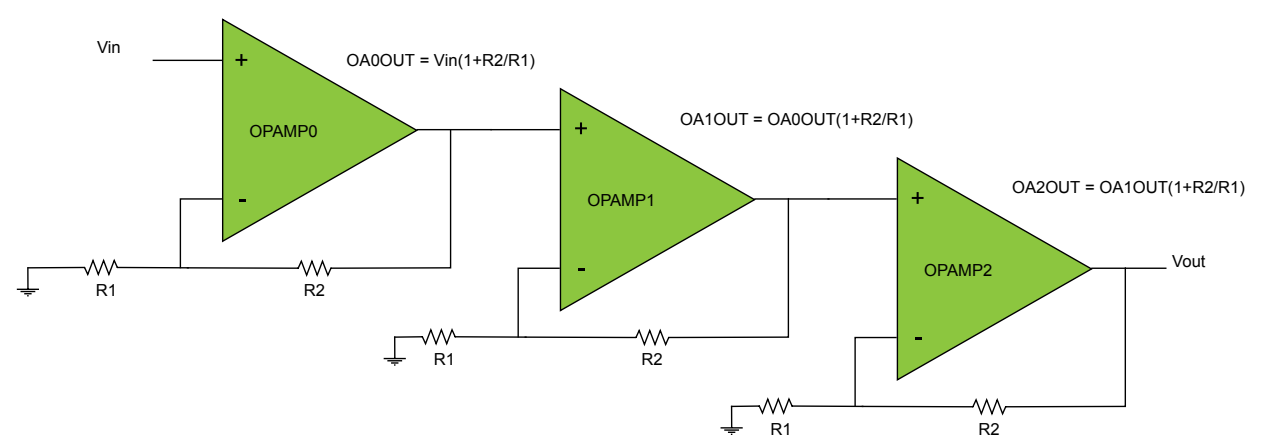 Vin
+
OA0OUT = Vin(1+R2/R1)
OPAMP0
-
R1
R2
OA1OUT = OA0OUT(1+R2/R1)
+
OPAMP1
-
R1
R2
OA2OUT = OA1OUT(1+R2/R1)
+
OPAMP2
-
Vout
R1
R2